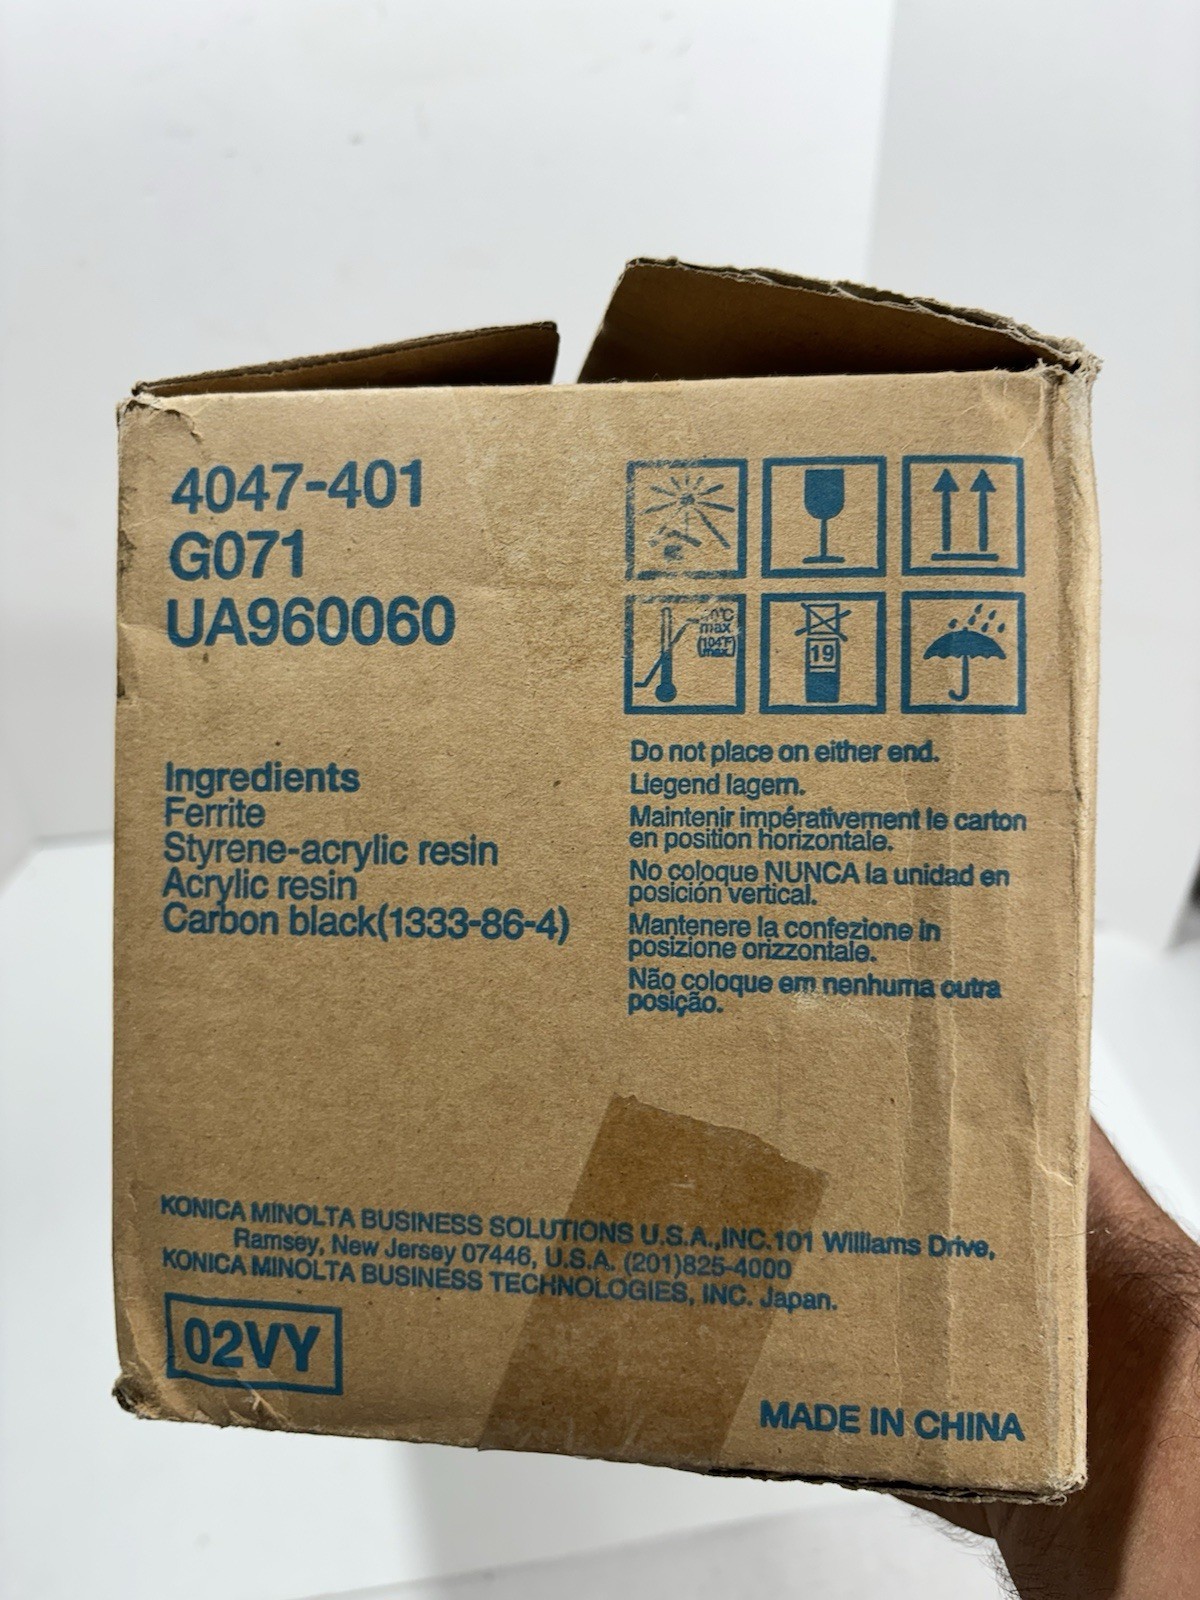 4047-401
G071
UA960060
0°C
max.
(104°F)
max.
19
Ingredients
Ferrite
Styrene-acrylic resin
Acrylic resin
Carbon black(1333-86-4)
Do not place on either end.
Liegend lagern.
Maintenir impérativement le carton
en position horizontale.
No coloque NUNCA la unidad en
posición vertical.
Mantenere la confezione in
posizione orizzontale.
Não coloque em nenhuma outra
posição.
KONICA MINOLTA BUSINESS SOLUTIONS U.S.A.,INC.101 Williams Drive,
Ramsey, New Jersey 07446, U.S.A. (201)825-4000
KONICA MINOLTA BUSINESS TECHNOLOGIES, INC. Japan.
02VY
MADE IN CHINA